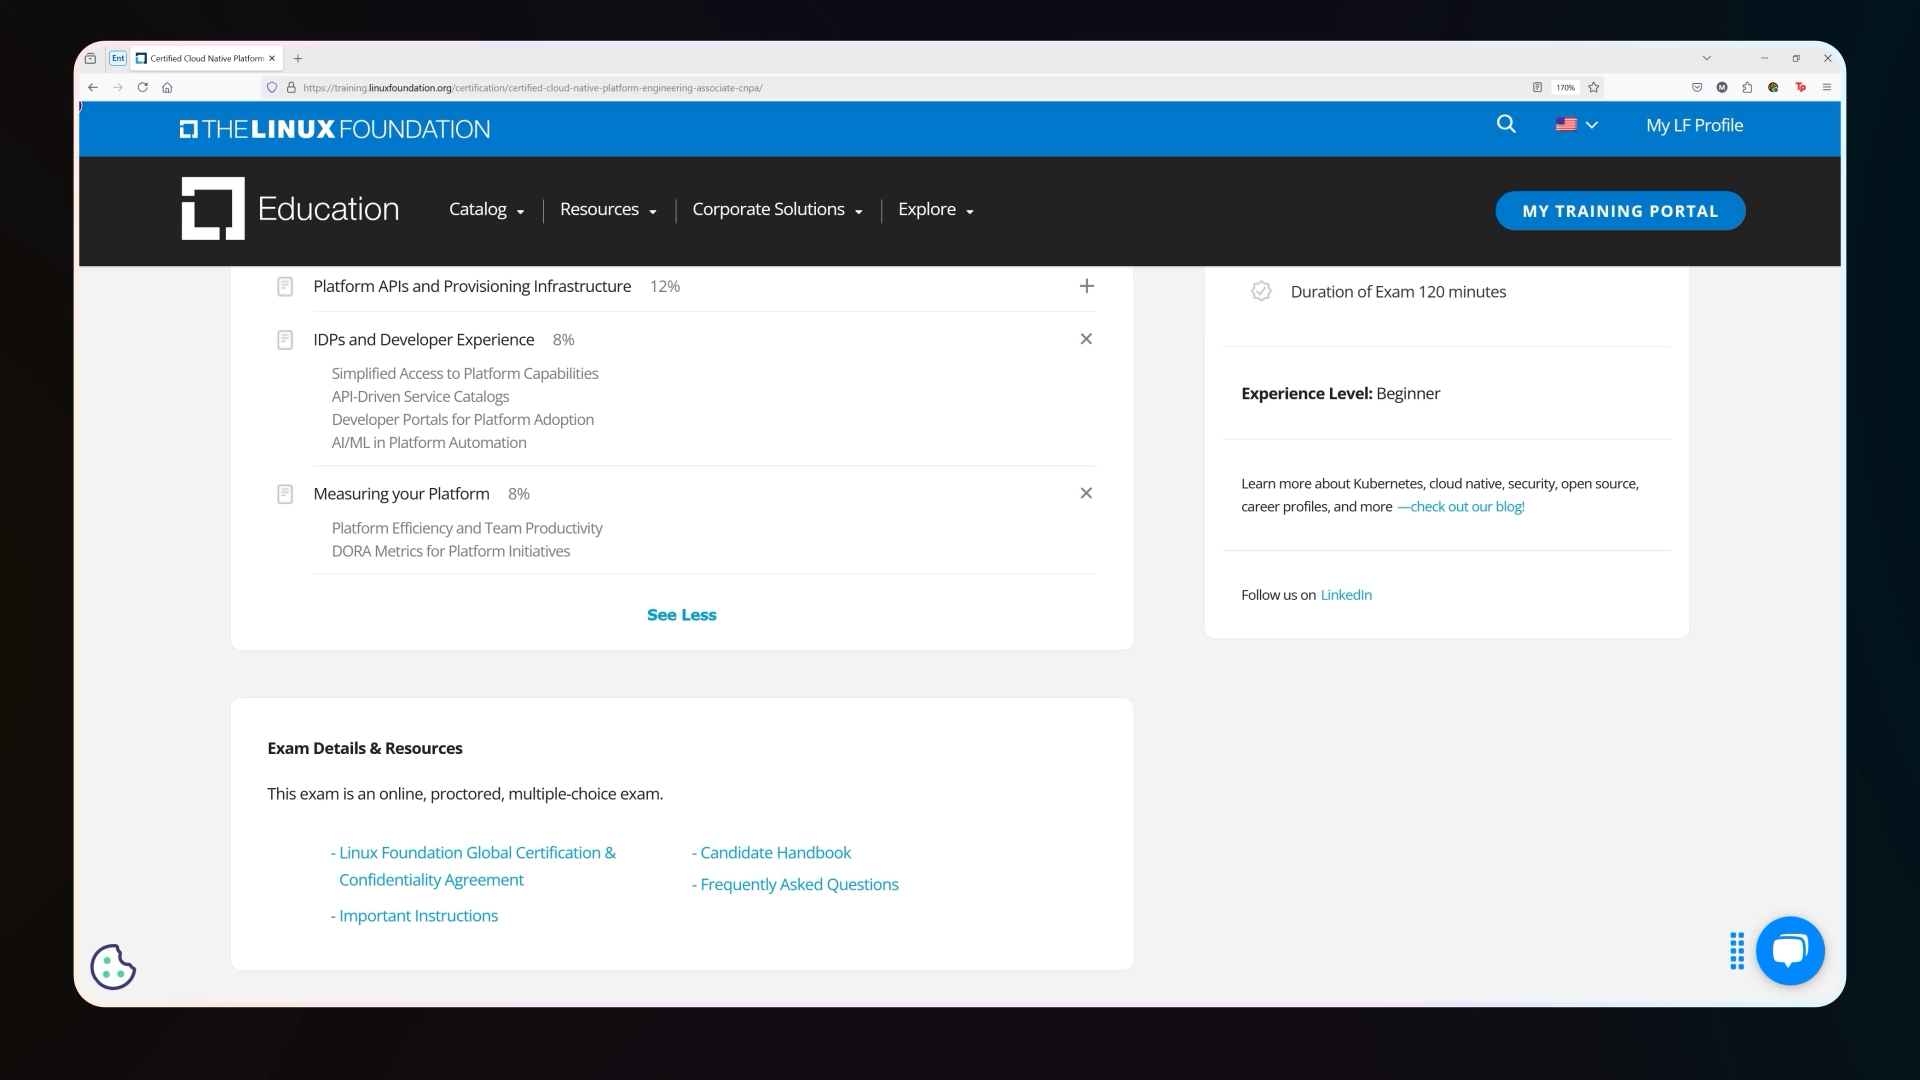 Ent
Certified Cloud Native Platform
https://training.linuxfoundation.org/certification/certified-cloud-native-platform-engineering-associate-cnpa/
170%
M
Tp
THE LINUX FOUNDATION
My LF Profile
Education
Catalog
Resources
Corporate Solutions
Explore
MY TRAINING PORTAL
Platform APIs and Provisioning Infrastructure 12%
IDPs and Developer Experience 8%
Simplified Access to Platform Capabilities
API-Driven Service Catalogs
Developer Portals for Platform Adoption
AI/ML in Platform Automation
Measuring your Platform 8%
Platform Efficiency and Team Productivity
DORA Metrics for Platform Initiatives
See Less
Duration of Exam 120 minutes
Experience Level: Beginner
Learn more about Kubernetes, cloud native, security, open source,
career profiles, and more —check out our blog!
Follow us on LinkedIn
Exam Details & Resources
This exam is an online, proctored, multiple-choice exam.
- Linux Foundation Global Certification &
Confidentiality Agreement
- Important Instructions
- Candidate Handbook
- Frequently Asked Questions